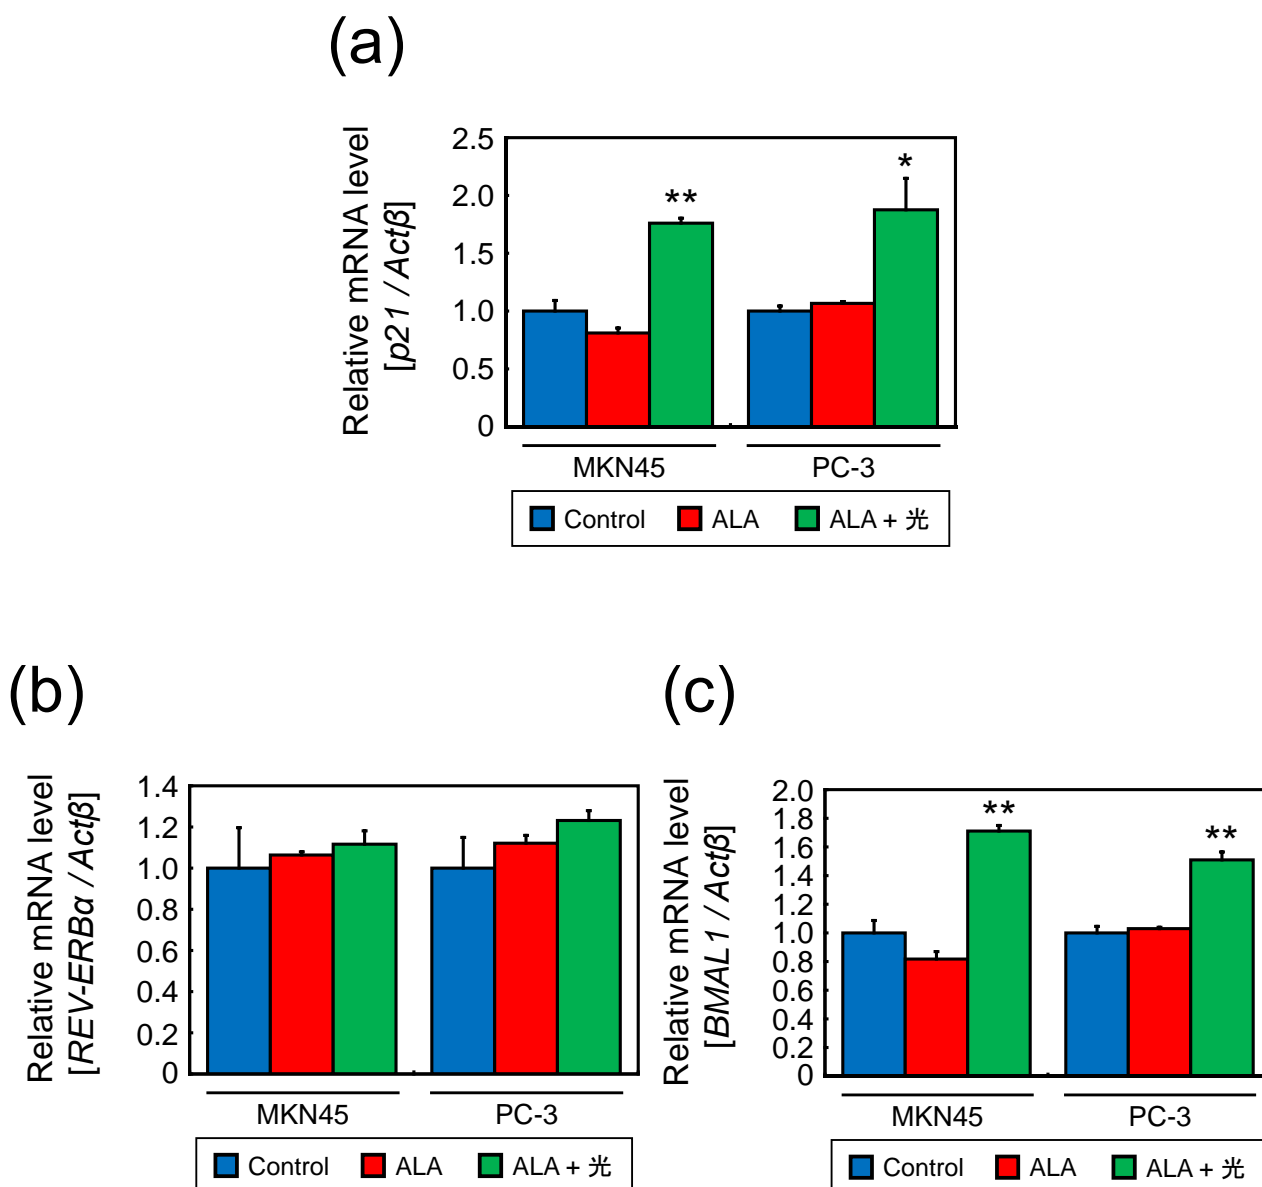 (a)
Relative mRNA level
[p21 / Actβ]
2.5
2.0
1.5
1.0
0.5
0
**
*
MKN45
PC-3
Control
ALA
ALA + 光
(b)
Relative mRNA level
[REV-ERBα / Actβ]
1.4
1.2
1.0
0.8
0.6
0.4
0.2
0
MKN45
PC-3
Control
ALA
ALA + 光
(c)
Relative mRNA level
[BMAL1 / Actβ]
2.0
1.8
1.6
1.4
1.2
1.0
0.8
0.6
0.4
0.2
0
**
**
MKN45
PC-3
Control
ALA
ALA + 光